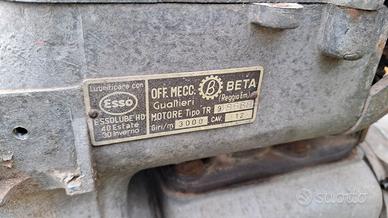 Lubrificare con
Esso
ESSOLUBE HD
40 Estate
30 Inverno
OFF. MECC. B BETA
Gualtieri (Reggio Em.)
MOTORE Tipo TR
Giri/m 3000 CAV. 12
subito